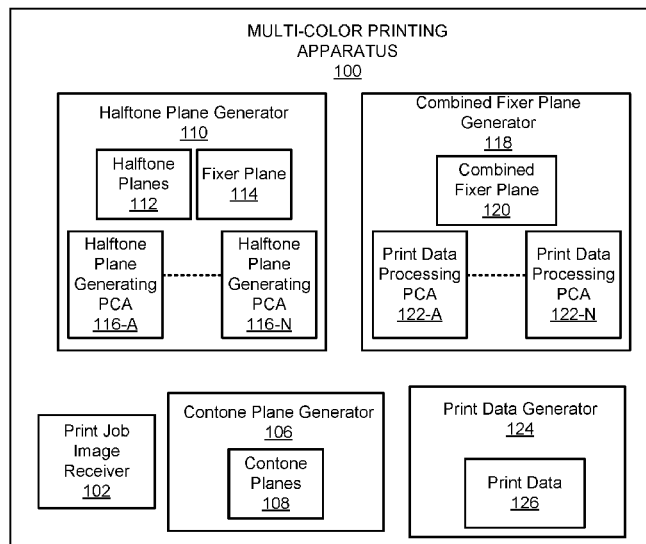 MULTI-COLOR PRINTING
APPARATUS
100
Halftone Plane Generator
110
Halftone
Planes
112
Fixer Plane
114
Halftone
Plane
Generating
PCA
116-A
Halftone
Plane
Generating
PCA
116-N
Combined Fixer Plane
Generator
118
Combined
Fixer Plane
120
Print Data
Processing
PCA
122-A
Print Data
Processing
PCA
122-N
Print Job
Image
Receiver
102
Contone Plane Generator
106
Contone
Planes
108
Print Data Generator
124
Print Data
126